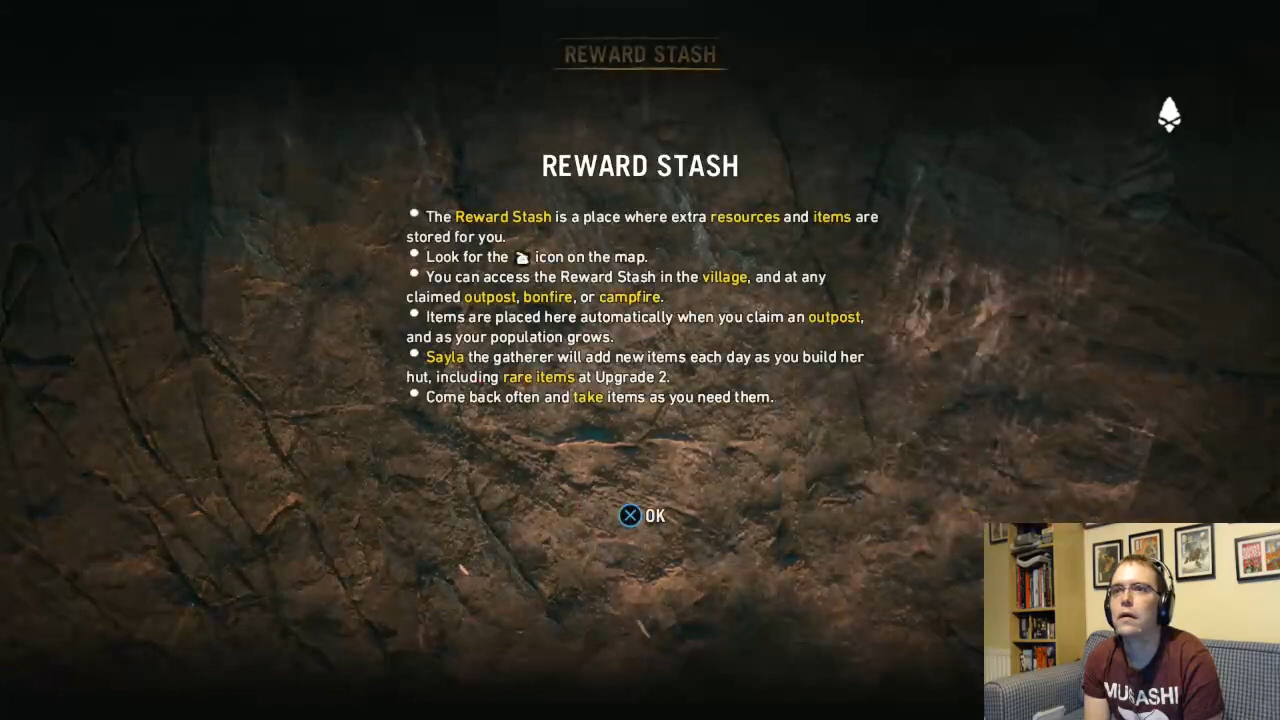 REWARD STASH
REWARD STASH
The Reward Stash is a place where extra resources and items are
stored for you.
Look for the icon on the map.
You can access the Reward Stash in the village, and at any
claimed outpost, bonfire, or campfire.
Items are placed here automatically when you claim an outpost,
and as your population grows.
Sayla the gatherer will add new items each day as you build her
hut, including rare items at Upgrade 2.
Come back often and take items as you need them.
OK
MUSASHI